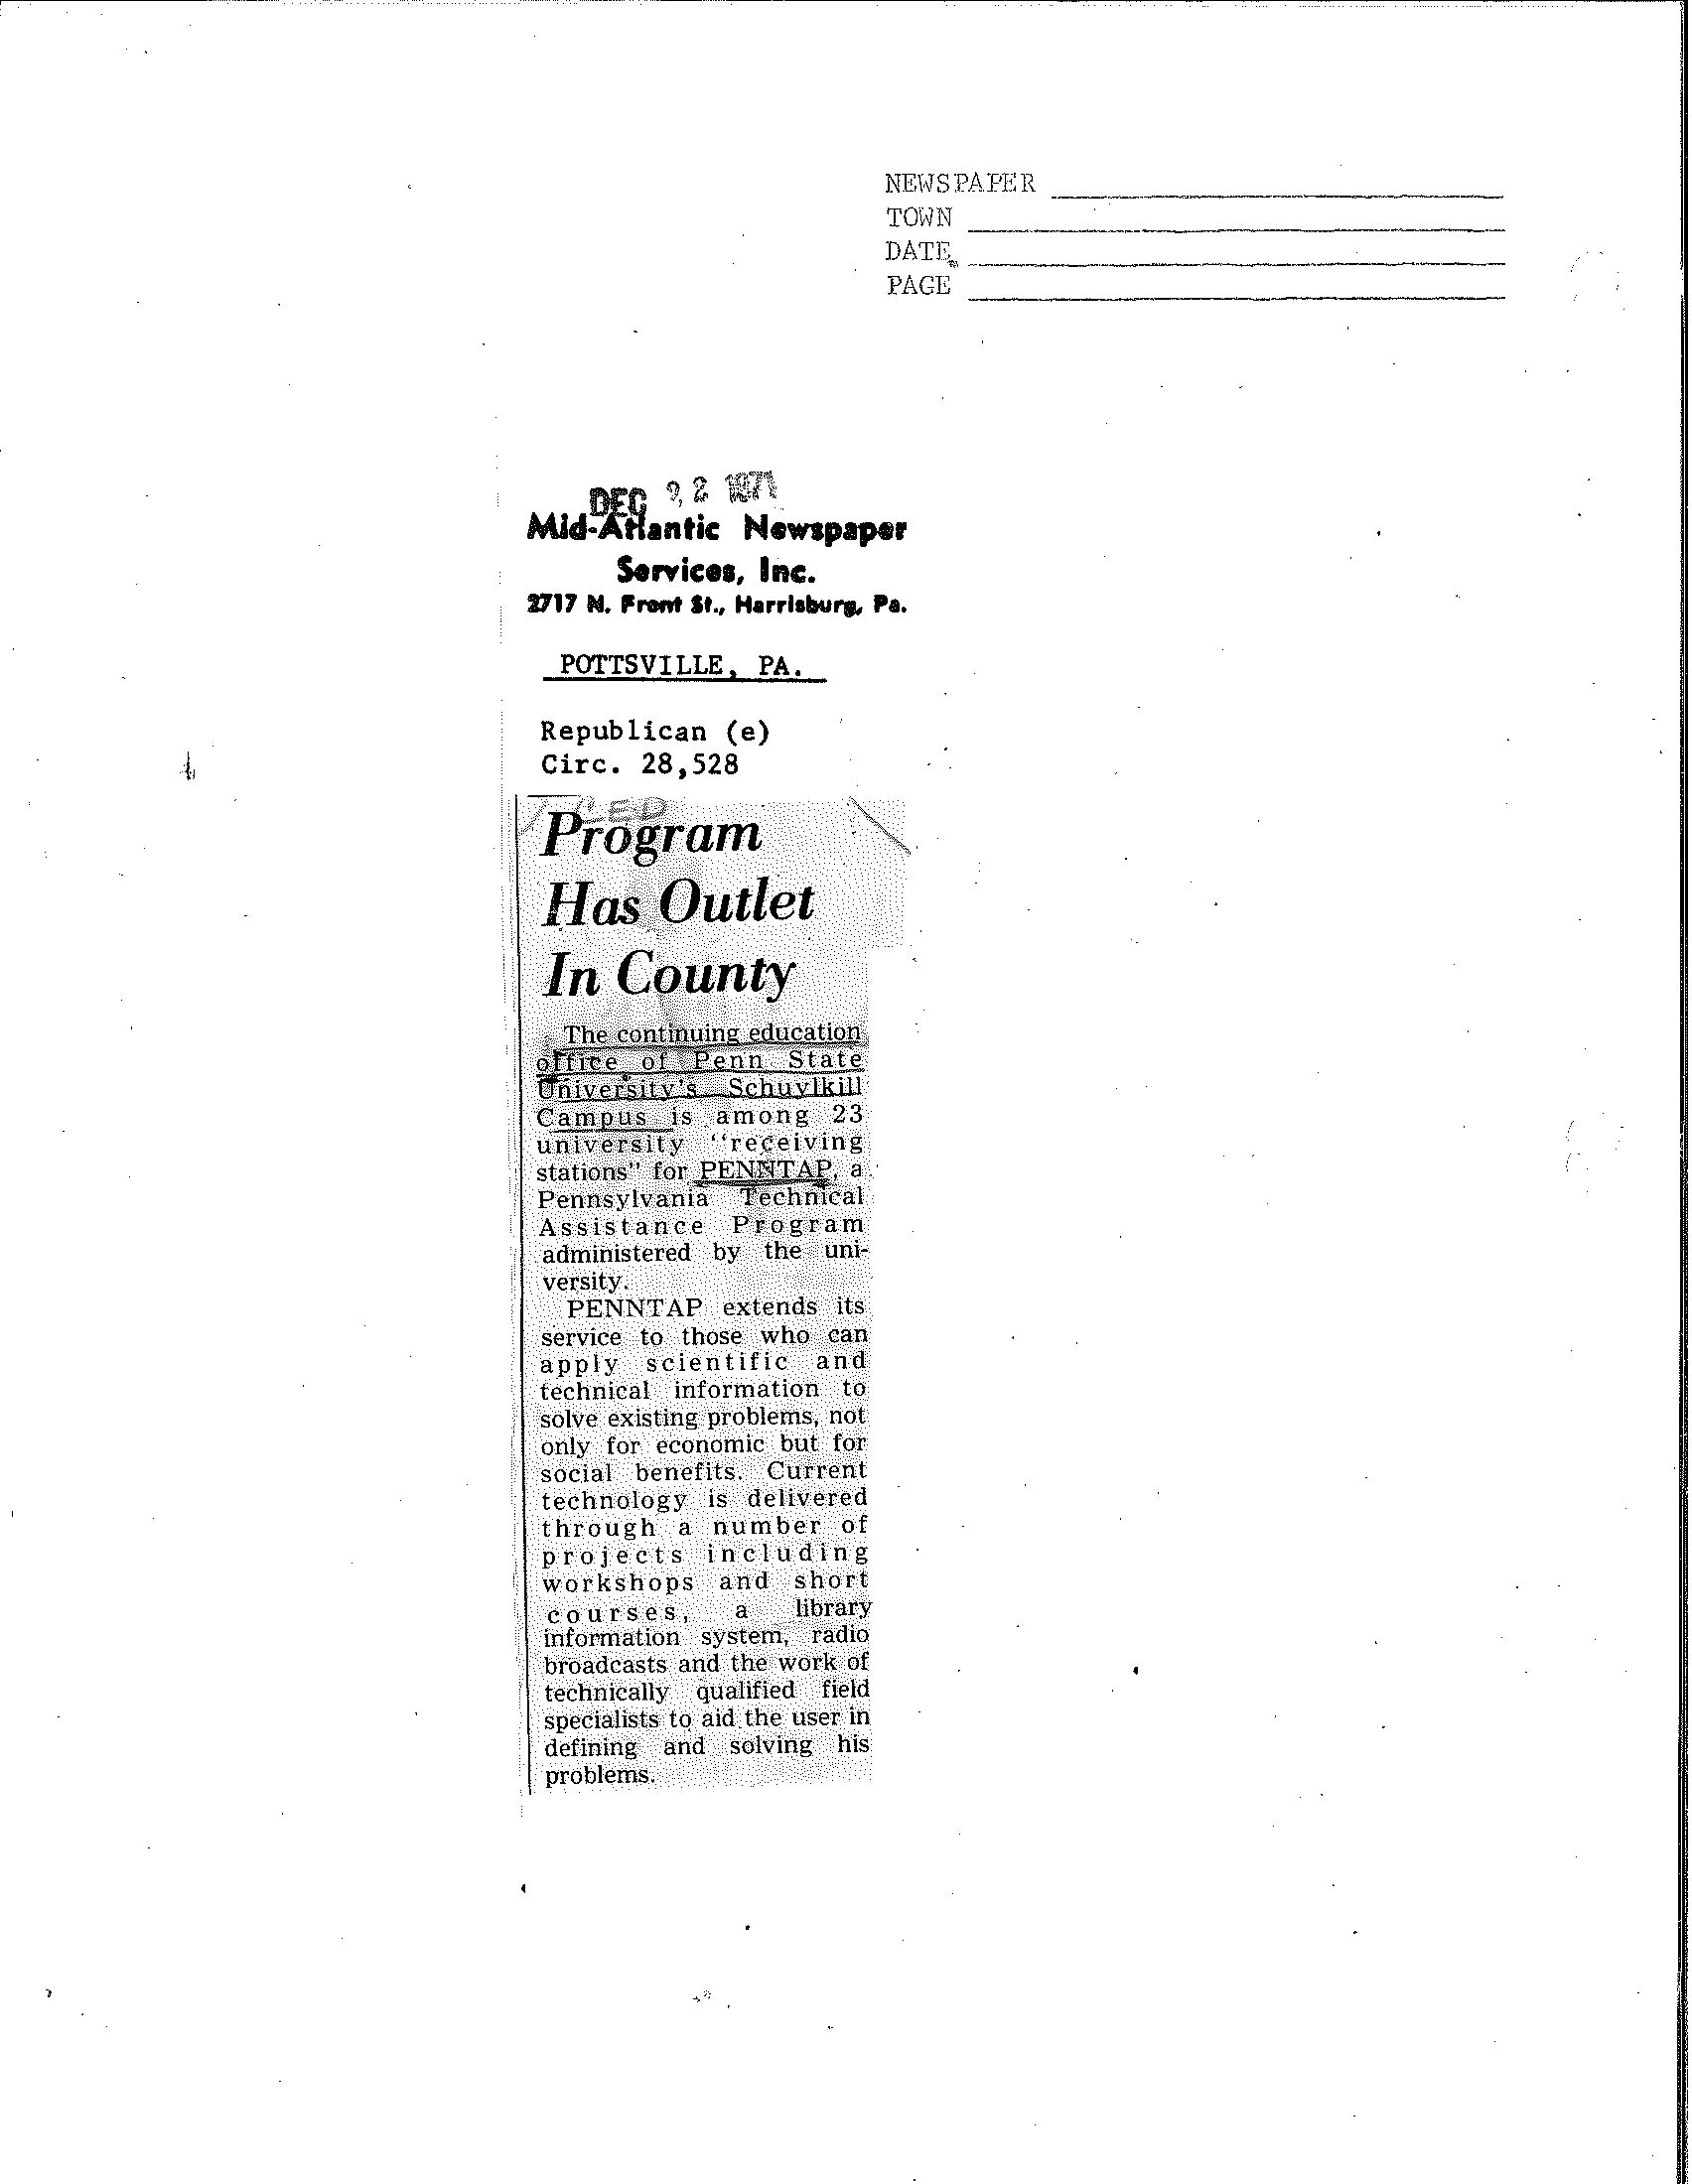 NEWSPAPER
TOWN
DATE
PAGE
DEC 22 1971
Mid-Atlantic Newspaper
Services, Inc.
2717 N. Front St., Harrisburg, Pa.
POTTSVILLE, PA.
Republican (e)
Circ. 28,528
Program
Has Outlet
In County
The continuing education
office of Penn State
University's Schuylkill
Campus is among 23
university "receiving
stations" for PENNTAP, a
Pennsylvania Technical
Assistance Program
administered by the uni-
versity.
PENNTAP extends its
service to those who can
apply scientific and
technical information to
solve existing problems, not
only for economic but for
social benefits. Current
technology is delivered
through a number of
projects including
workshops and short
courses, a library
information system, radio
broadcasts and the work of
technically qualified field
specialists to aid the user in
defining and solving his
problems.